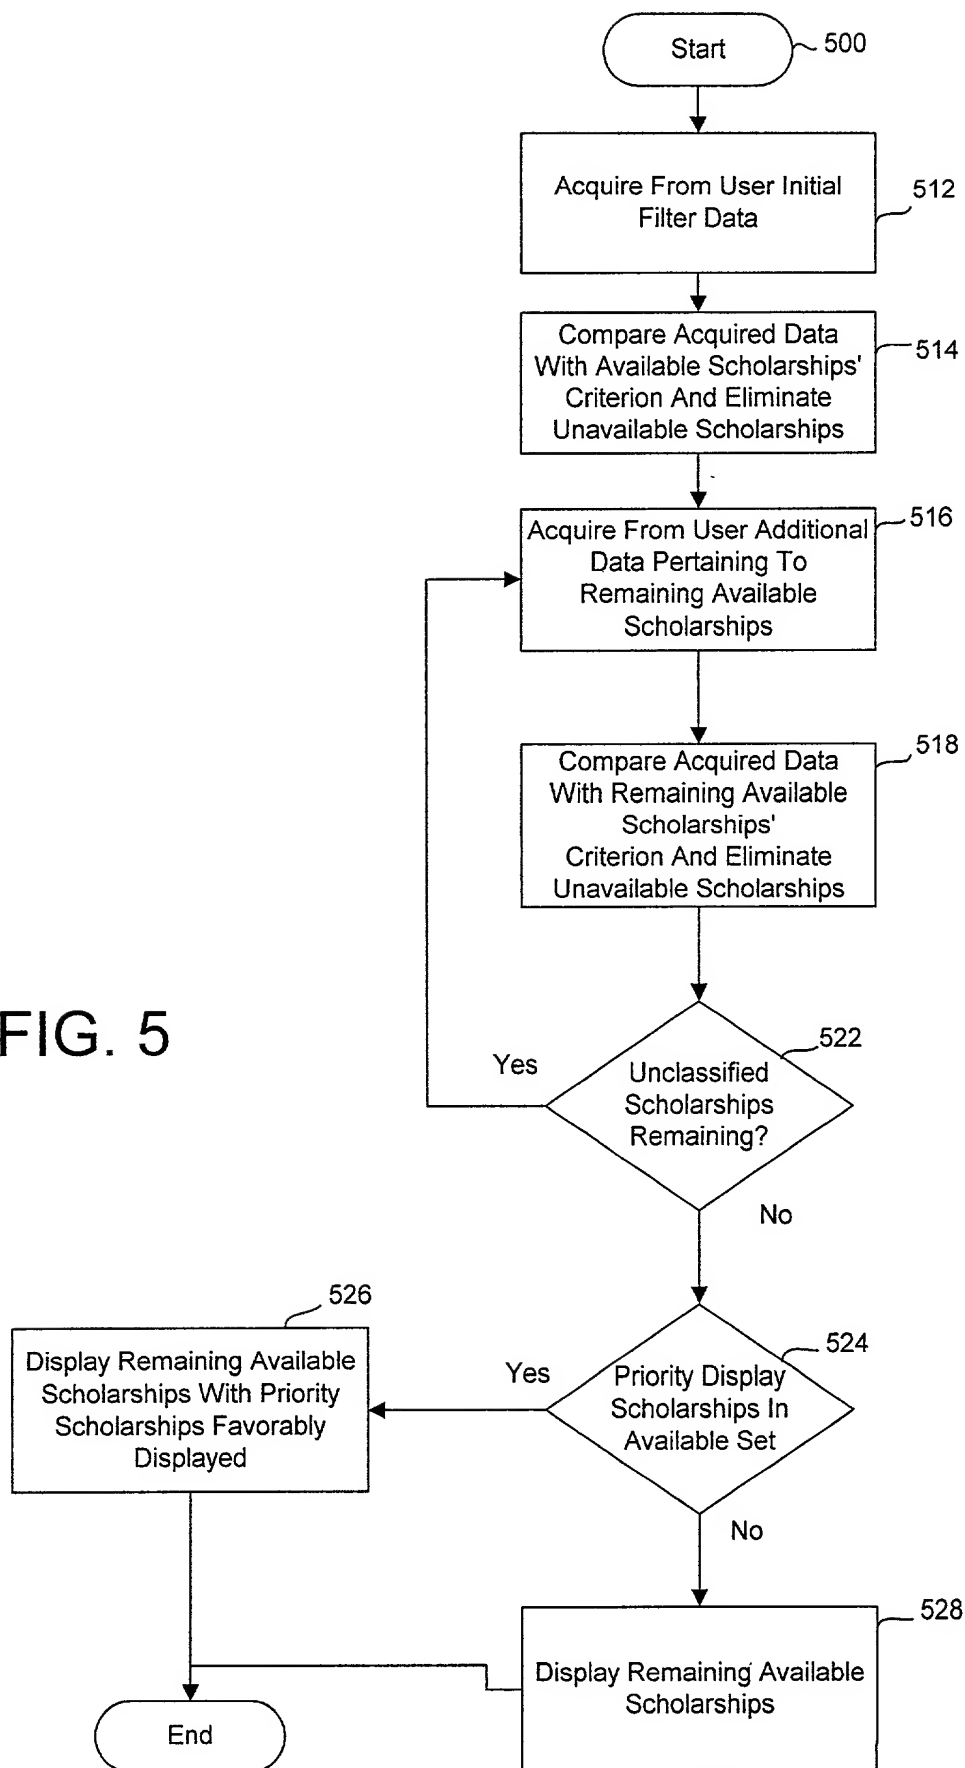 Start
500
Acquire From User Initial
Filter Data
512
Compare Acquired Data
With Available Scholarships'
Criterion And Eliminate
Unavailable Scholarships
514
Acquire From User Additional
Data Pertaining To
Remaining Available
Scholarships
516
Compare Acquired Data
With Remaining Available
Scholarships'
Criterion And Eliminate
Unavailable Scholarships
518
FIG. 5
Unclassified
Scholarships
Remaining?
522
Yes
No
Priority Display
Scholarships In
Available Set
524
Yes
No
526
Display Remaining Available
Scholarships With Priority
Scholarships Favorably
Displayed
528
Display Remaining Available
Scholarships
End